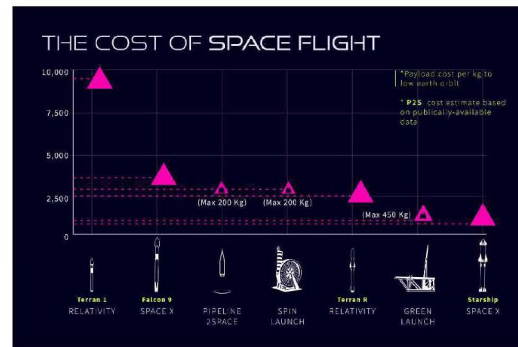 THE COST OF SPACE FLIGHT
10,000
7,500
5,000
2,500
0
*Payload cost per kg to
low earth orbit
* P2S cost estimate based
on publically-available
data
(Max 200 Kg)
(Max 200 Kg)
(Max 450 Kg)
Terran 1
RELATIVITY
Falcon 9
SPACE X
PIPELINE
2SPACE
SPIN
LAUNCH
Terran R
RELATIVITY
GREEN
LAUNCH
Starship
SPACE X